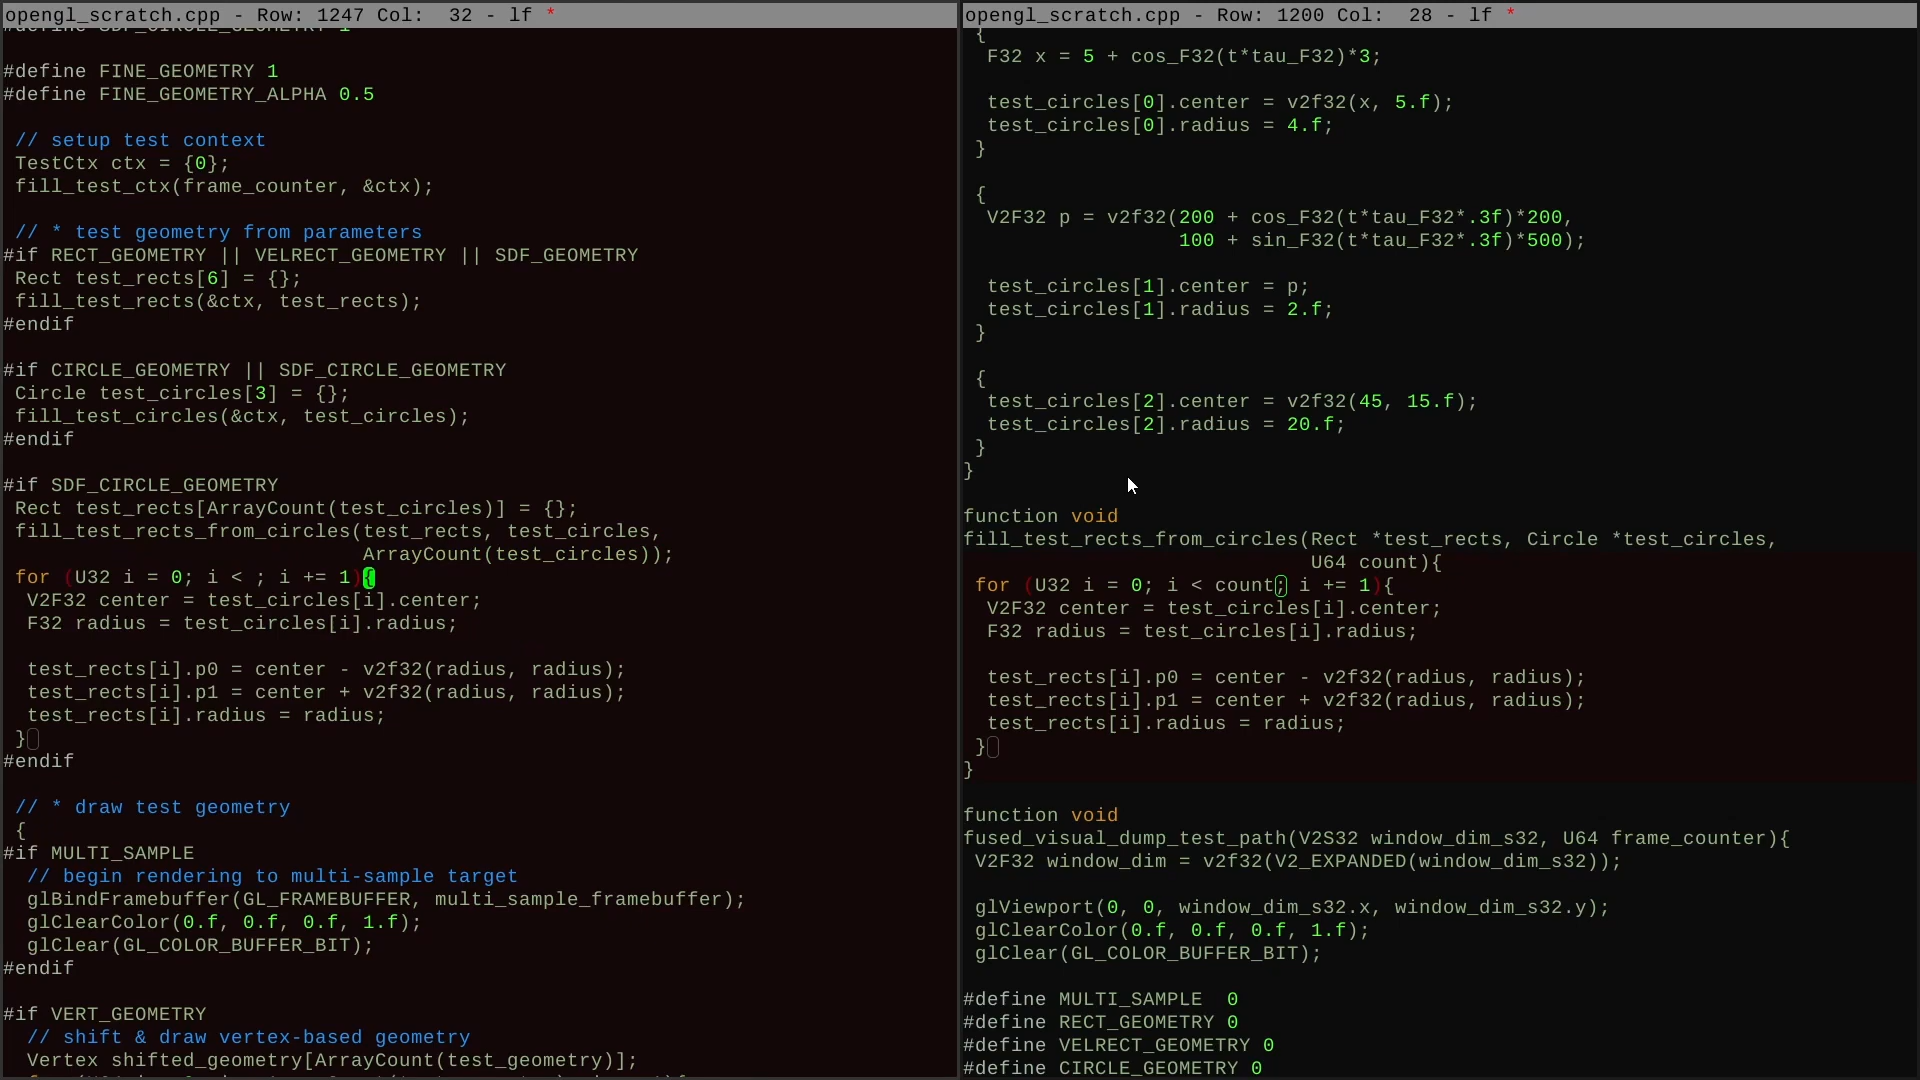 opengl_scratch.cpp - Row: 1247 Col:  32 - lf *
#define SDF_CIRCLE_GEOMETRY 1
#define FINE_GEOMETRY 1
#define FINE_GEOMETRY_ALPHA 0.5
// setup test context
TestCtx ctx = {0};
fill_test_ctx(frame_counter, &ctx);
// * test geometry from parameters
#if RECT_GEOMETRY || VELRECT_GEOMETRY || SDF_GEOMETRY
Rect test_rects[6] = {};
fill_test_rects(&ctx, test_rects);
#endif
#if CIRCLE_GEOMETRY || SDF_CIRCLE_GEOMETRY
Circle test_circles[3] = {};
fill_test_circles(&ctx, test_circles);
#endif
#if SDF_CIRCLE_GEOMETRY
Rect test_rects[ArrayCount(test_circles)] = {};
fill_test_rects_from_circles(test_rects, test_circles,
ArrayCount(test_circles));
for (U32 i = 0; i < ; i += 1){
V2F32 center = test_circles[i].center;
F32 radius = test_circles[i].radius;
test_rects[i].p0 = center - v2f32(radius, radius);
test_rects[i].p1 = center + v2f32(radius, radius);
test_rects[i].radius = radius;
}
#endif
// * draw test geometry
{
#if MULTI_SAMPLE
// begin rendering to multi-sample target
glBindFramebuffer(GL_FRAMEBUFFER, multi_sample_framebuffer);
glClearColor(0.f, 0.f, 0.f, 1.f);
glClear(GL_COLOR_BUFFER_BIT);
#endif
#if VERT_GEOMETRY
// shift & draw vertex-based geometry
Vertex shifted_geometry[ArrayCount(test_geometry)];
opengl_scratch.cpp - Row: 1200 Col:  28 - lf *
{
F32 x = 5 + cos_F32(t*tau_F32)*3;
test_circles[0].center = v2f32(x, 5.f);
test_circles[0].radius = 4.f;
}
{
V2F32 p = v2f32(200 + cos_F32(t*tau_F32*.3f)*200,
100 + sin_F32(t*tau_F32*.3f)*500);
test_circles[1].center = p;
test_circles[1].radius = 2.f;
}
{
test_circles[2].center = v2f32(45, 15.f);
test_circles[2].radius = 20.f;
}
}
function void
fill_test_rects_from_circles(Rect *test_rects, Circle *test_circles,
U64 count){
for (U32 i = 0; i < count; i += 1){
V2F32 center = test_circles[i].center;
F32 radius = test_circles[i].radius;
test_rects[i].p0 = center - v2f32(radius, radius);
test_rects[i].p1 = center + v2f32(radius, radius);
test_rects[i].radius = radius;
}
}
function void
fused_visual_dump_test_path(V2S32 window_dim_s32, U64 frame_counter){
V2F32 window_dim = v2f32(V2_EXPANDED(window_dim_s32));
glViewport(0, 0, window_dim_s32.x, window_dim_s32.y);
glClearColor(0.f, 0.f, 0.f, 1.f);
glClear(GL_COLOR_BUFFER_BIT);
#define MULTI_SAMPLE  0
#define RECT_GEOMETRY 0
#define VELRECT_GEOMETRY 0
#define CIRCLE_GEOMETRY 0